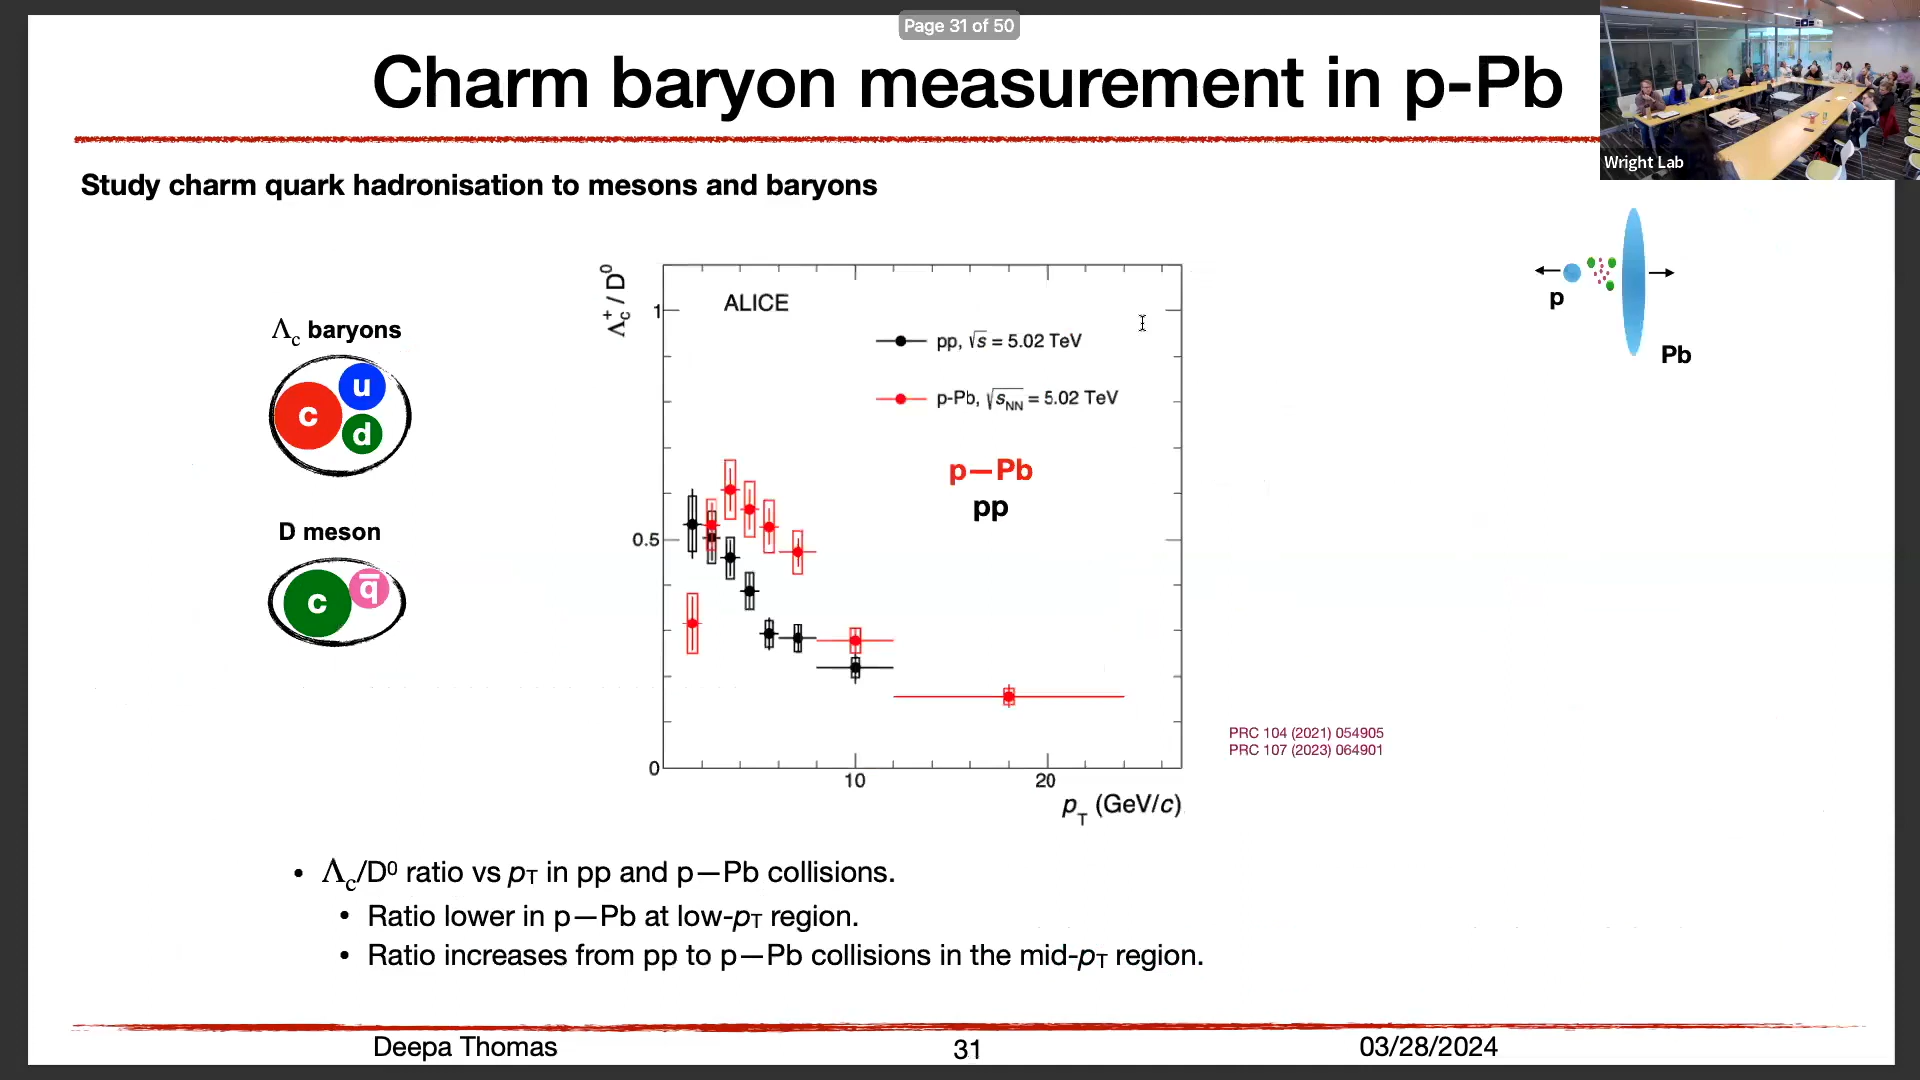 Page 31 of 50
Charm baryon measurement in p-Pb
Wright Lab
Study charm quark hadronisation to mesons and baryons
Λc baryons
u
c
d
D meson
c
q̄
Λc+ / D0
ALICE
pp, √s = 5.02 TeV
p-Pb, √sNN = 5.02 TeV
p—Pb
pp
1
0.5
0
10
20
pT (GeV/c)
p
Pb
PRC 104 (2021) 054905
PRC 107 (2023) 064901
• Λc/D0 ratio vs pT in pp and p—Pb collisions.
• Ratio lower in p—Pb at low-pT region.
• Ratio increases from pp to p—Pb collisions in the mid-pT region.
Deepa Thomas
31
03/28/2024